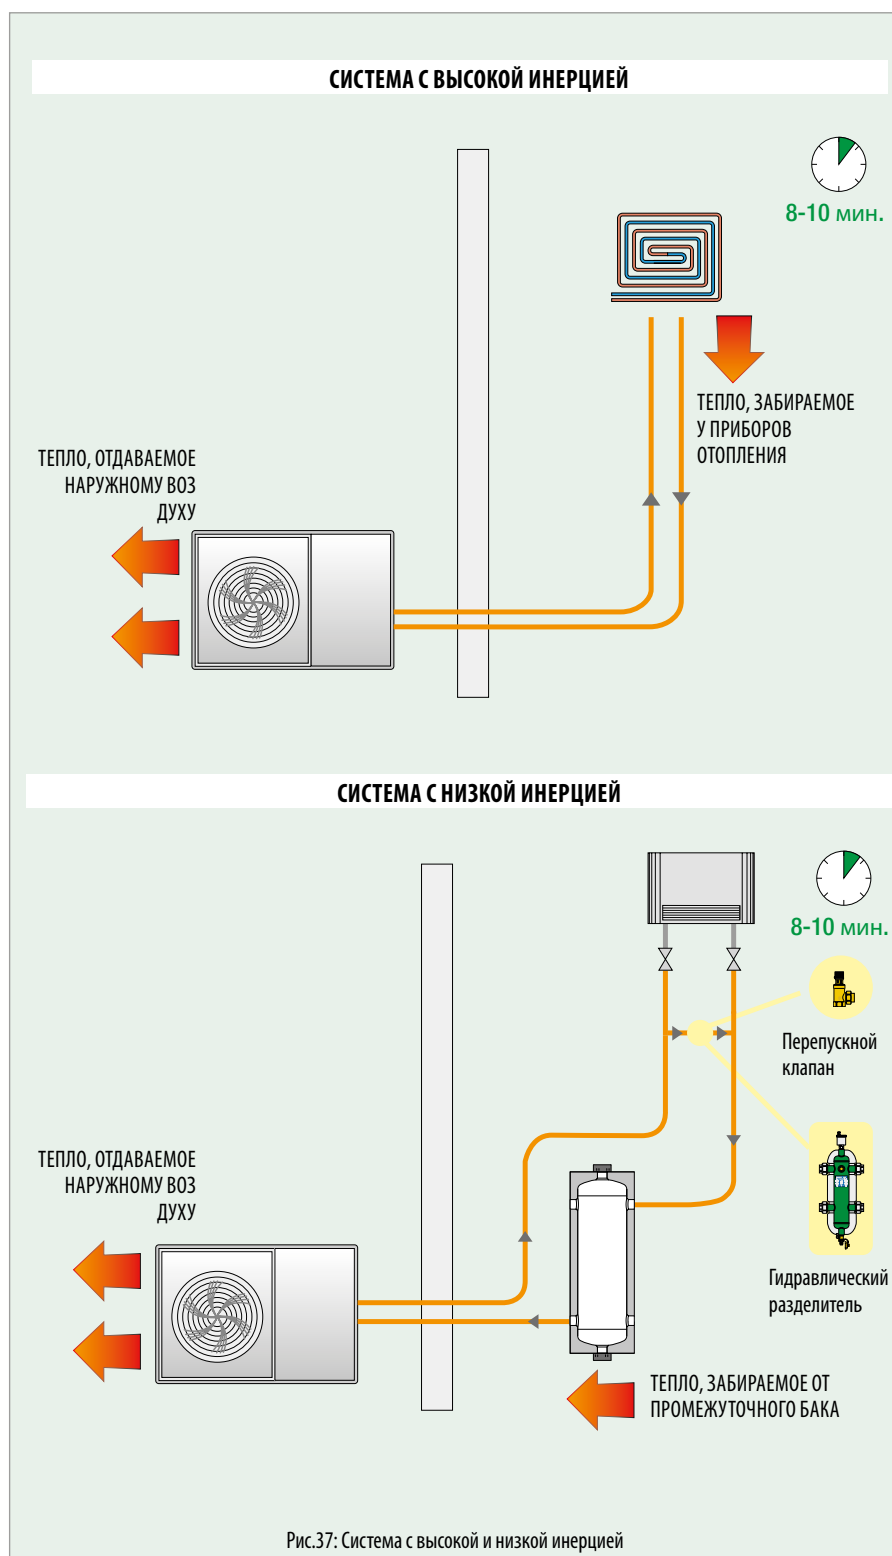 СИСТЕМА С ВЫСОКОЙ ИНЕРЦИЕЙ
8-10 мин.
ТЕПЛО, ЗАБИРАЕМОЕ
У ПРИБОРОВ
ОТОПЛЕНИЯ
ТЕПЛО, ОТДАВАЕМОЕ
НАРУЖНОМУ ВОЗ
ДУХУ
СИСТЕМА С НИЗКОЙ ИНЕРЦИЕЙ
8-10 мин.
Перепускной
клапан
ТЕПЛО, ОТДАВАЕМОЕ
НАРУЖНОМУ ВОЗ
ДУХУ
Гидравлический
разделитель
ТЕПЛО, ЗАБИРАЕМОЕ ОТ
ПРОМЕЖУТОЧНОГО БАКА
Рис.37: Система с высокой и низкой инерцией